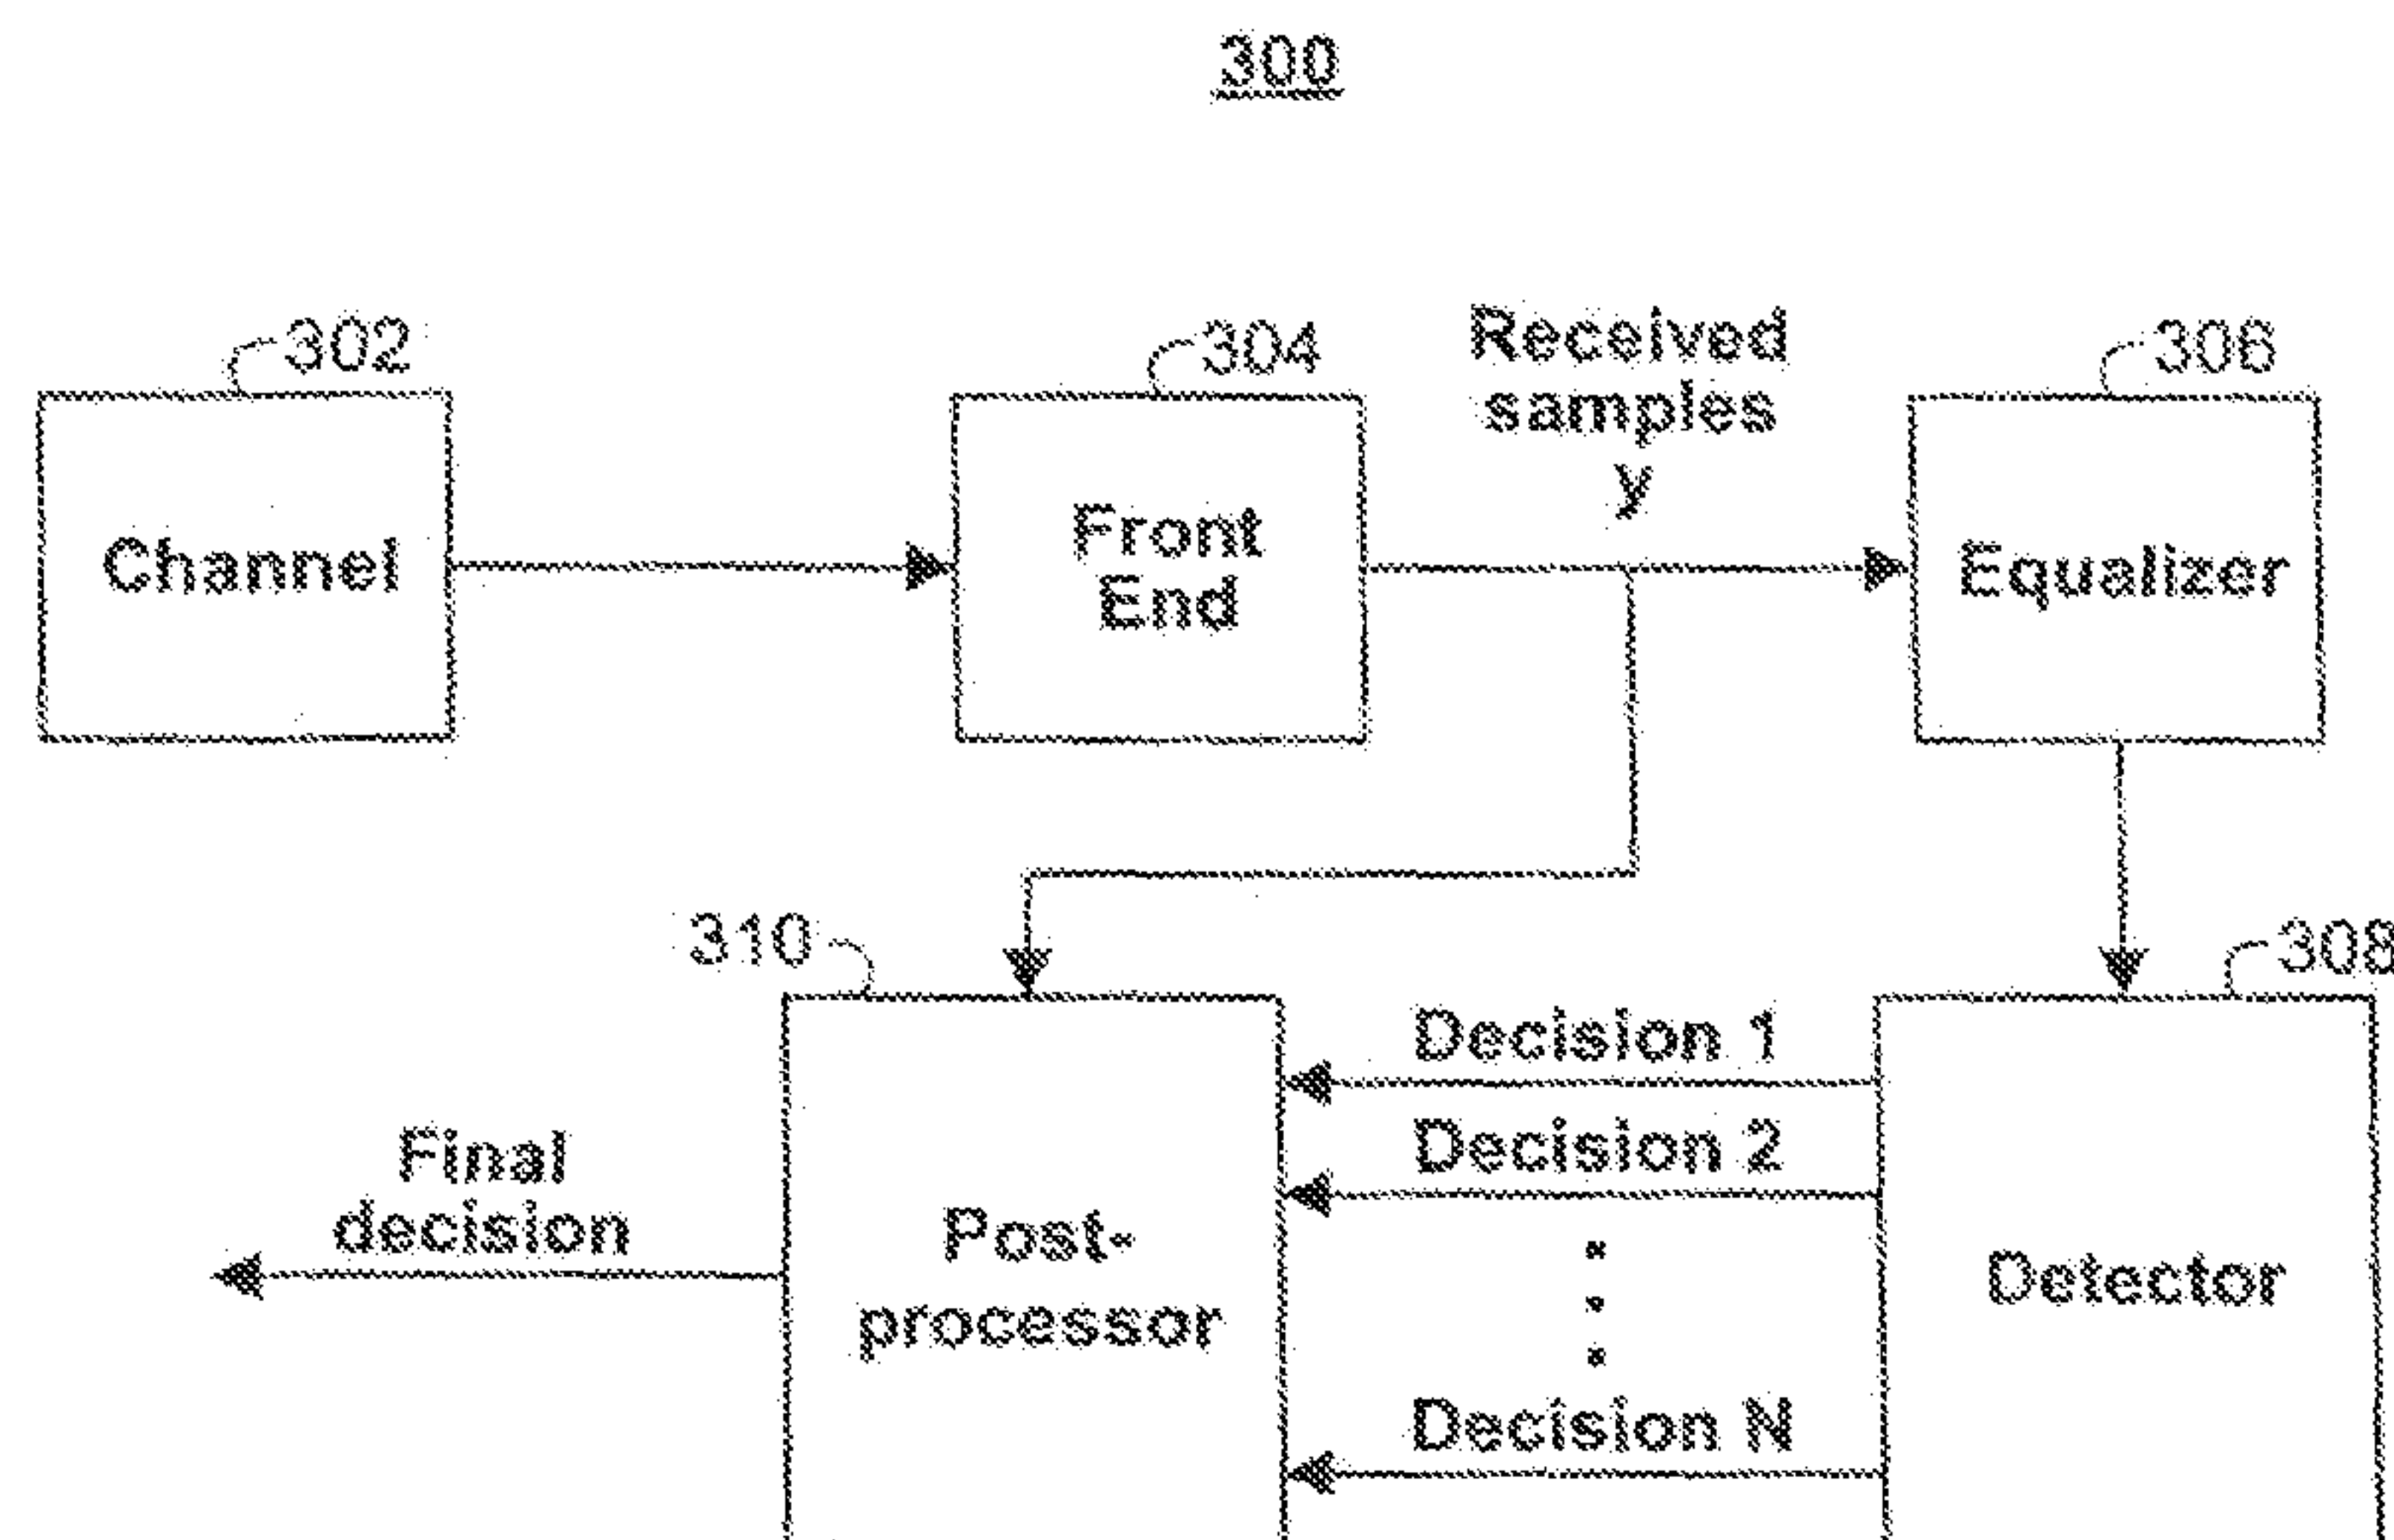 300
302
304
Received
samples
y
306
Channel
Front
End
Equalizer
310
308
Decision 1
Decision 2
Final
decision
Post-
processor
Detector
Decision N